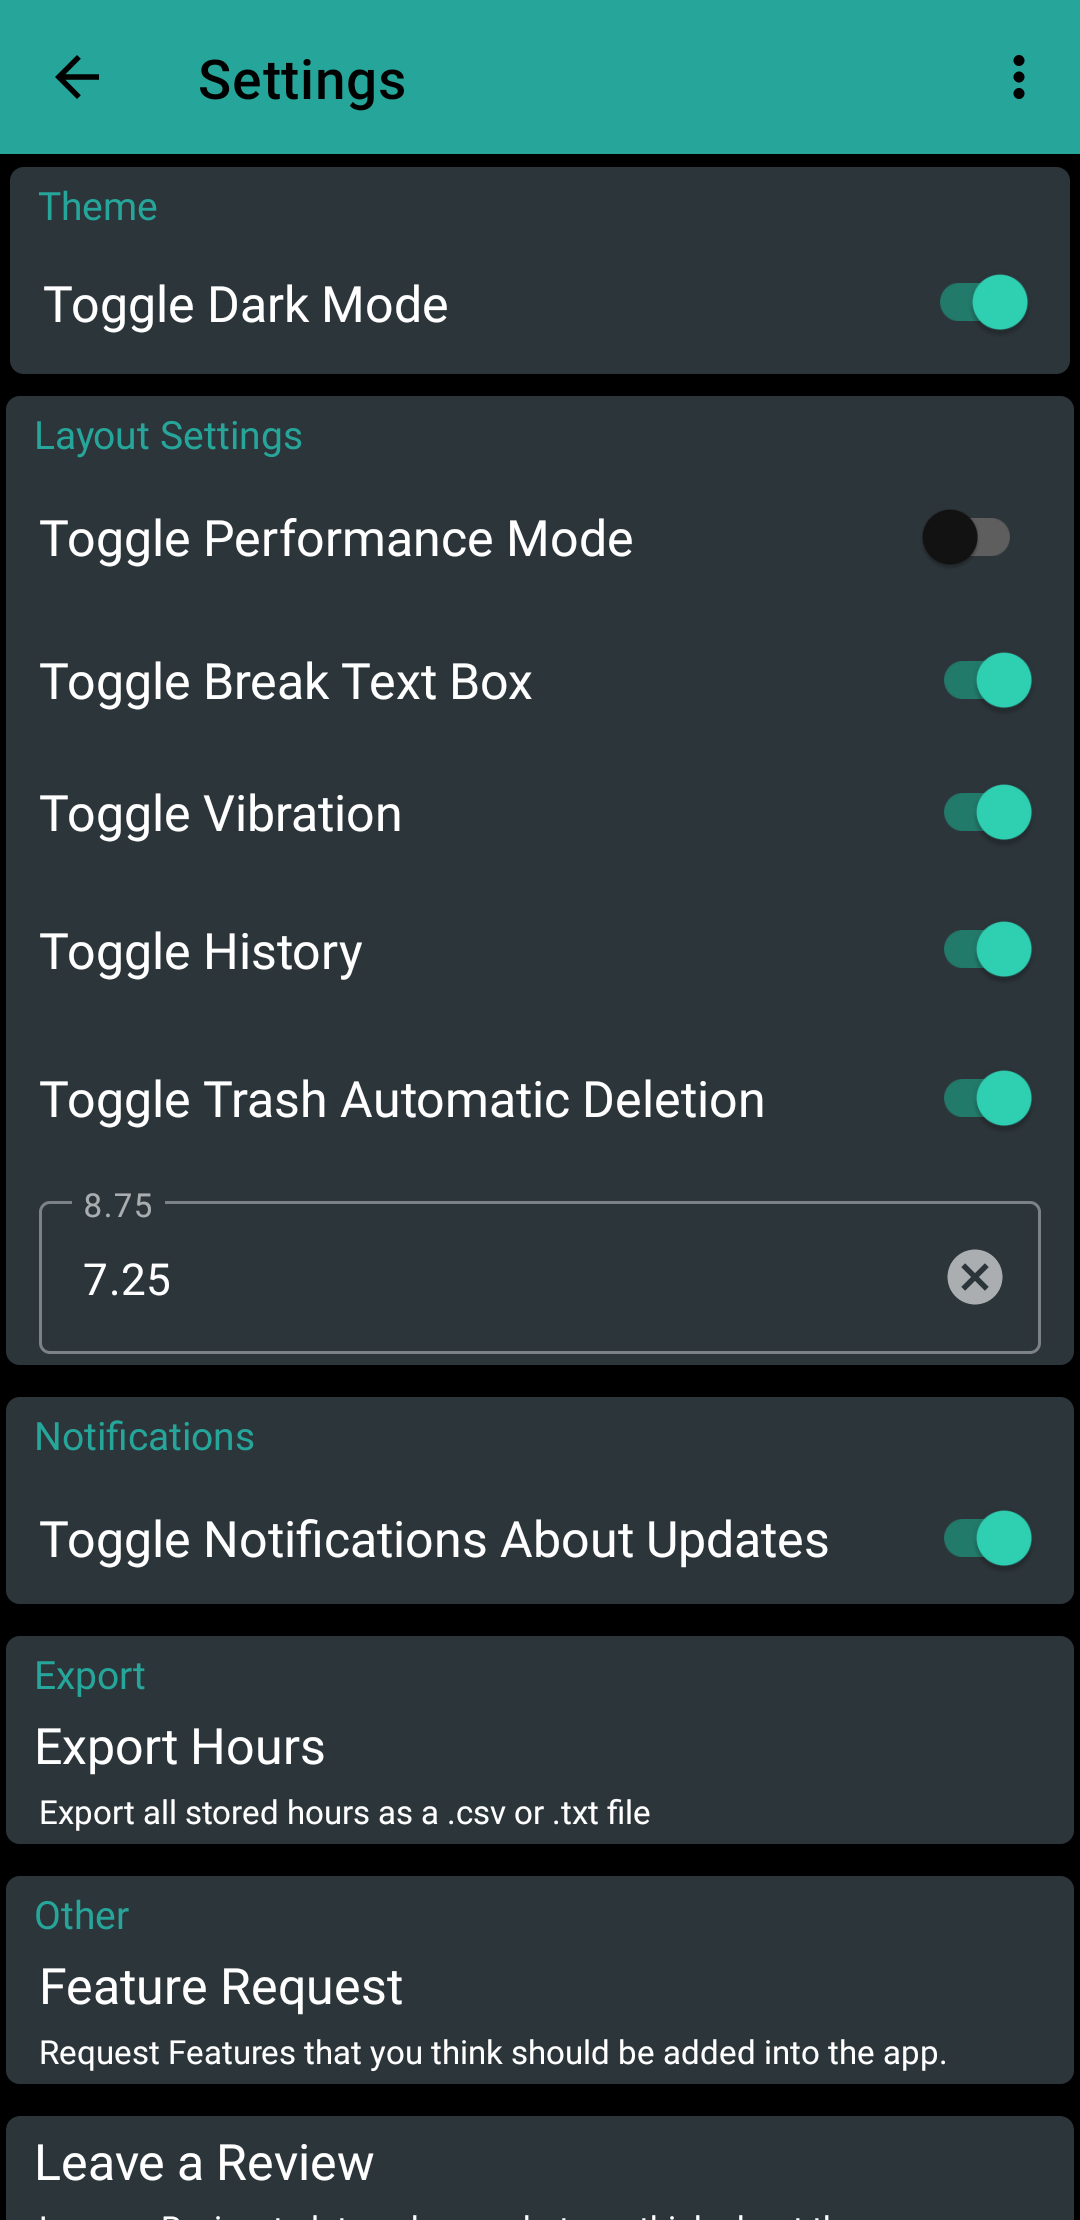 Settings
Theme
Toggle Dark Mode
Layout Settings
Toggle Performance Mode
Toggle Break Text Box
Toggle Vibration
Toggle History
Toggle Trash Automatic Deletion
8.75
7.25
Notifications
Toggle Notifications About Updates
Export
Export Hours
Export all stored hours as a .csv or .txt file
Other
Feature Request
Request Features that you think should be added into the app.
Leave a Review